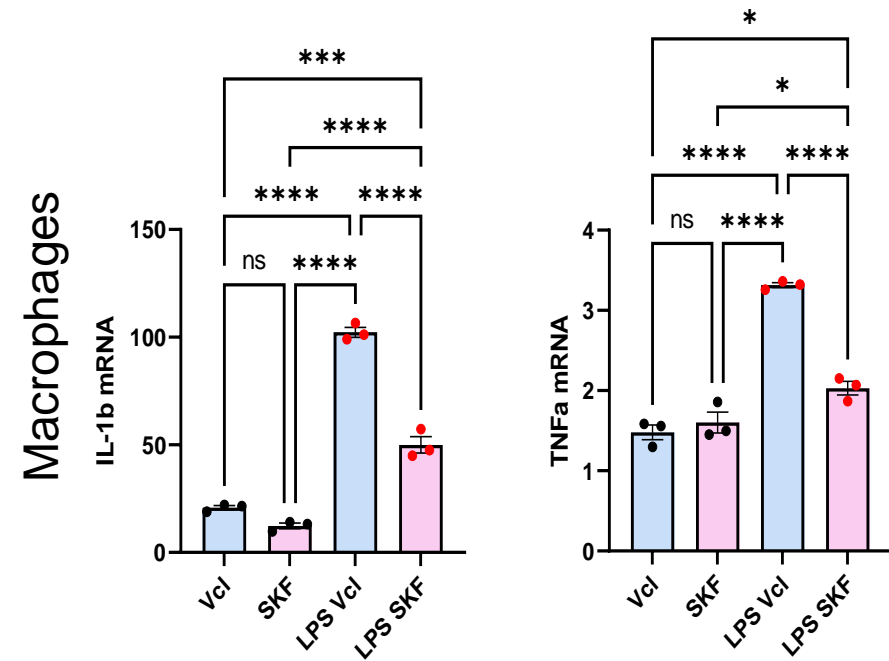 Macrophages
***
****
**** ****
ns ****
IL-1b mRNA
150
100
50
0
Vcl
SKF
LPS Vcl
LPS SKF
*
*
**** ****
ns ****
TNFa mRNA
4
3
2
1
0
Vcl
SKF
LPS Vcl
LPS SKF